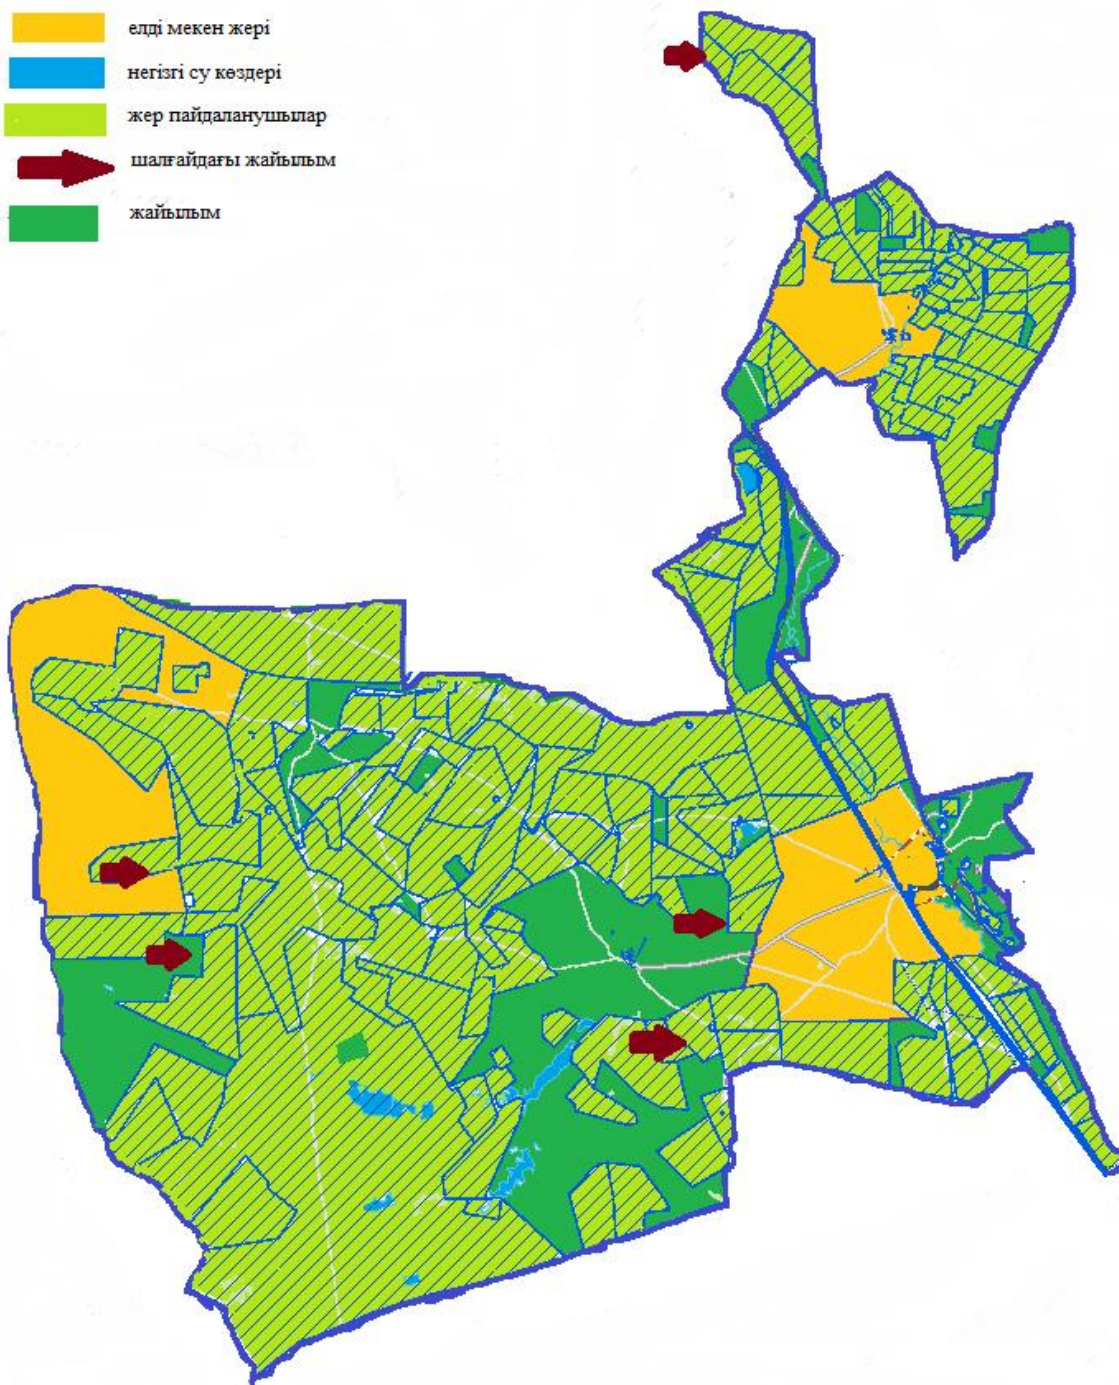 елді мекен жері
негізгі су көздері
жер пайдаланушылар
шалғайдағы жайылым
жайылым